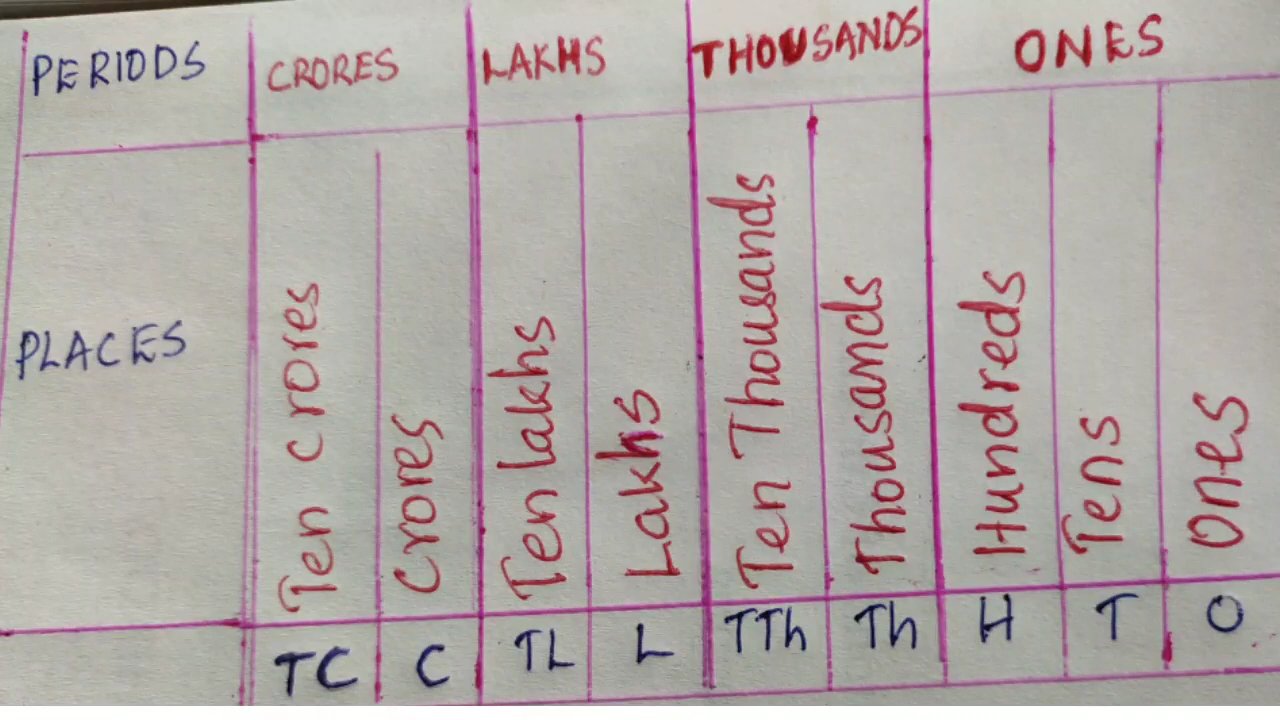 PERIODS CRORES LAKHS THOUSANDS ONES
PLACES Ten crores Crores Ten lakhs Lakhs Ten Thousands Thousands Hundreds Tens Ones
TC C TL L TTh Th H T O